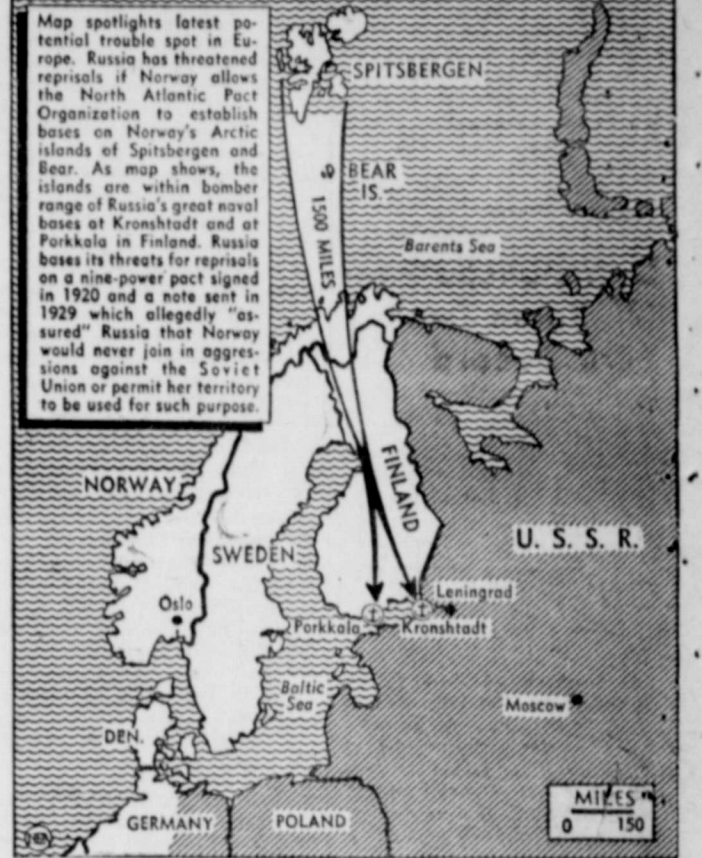 Map spotlights latest po-
tential trouble spot in Eu-
rope. Russia has threatened
reprisals if Norway allows
the North Atlantic Pact
Organization to establish
bases on Norway's Arctic
islands of Spitsbergen and
Bear. As map shows, the
islands are within bomber
range of Russia's great naval
bases at Kronshtadt and at
Porkkala in Finland. Russia
bases its threats for reprisals
on a nine-power pact signed
in 1920 and a note sent in
1929 which allegedly "as-
sured" Russia that Norway
would never join in aggres-
sions against the Soviet
Union or permit her territory
to be used for such purpose.
SPITSBERGEN
BEAR
IS.
1500 MILES
Barents Sea
NORWAY
FINLAND
SWEDEN
U. S. S. R.
Oslo
Leningrad
Porkkala
Kronshtadt
Baltic
Sea
Moscow
DEN.
GERMANY
POLAND
MILES
0 150